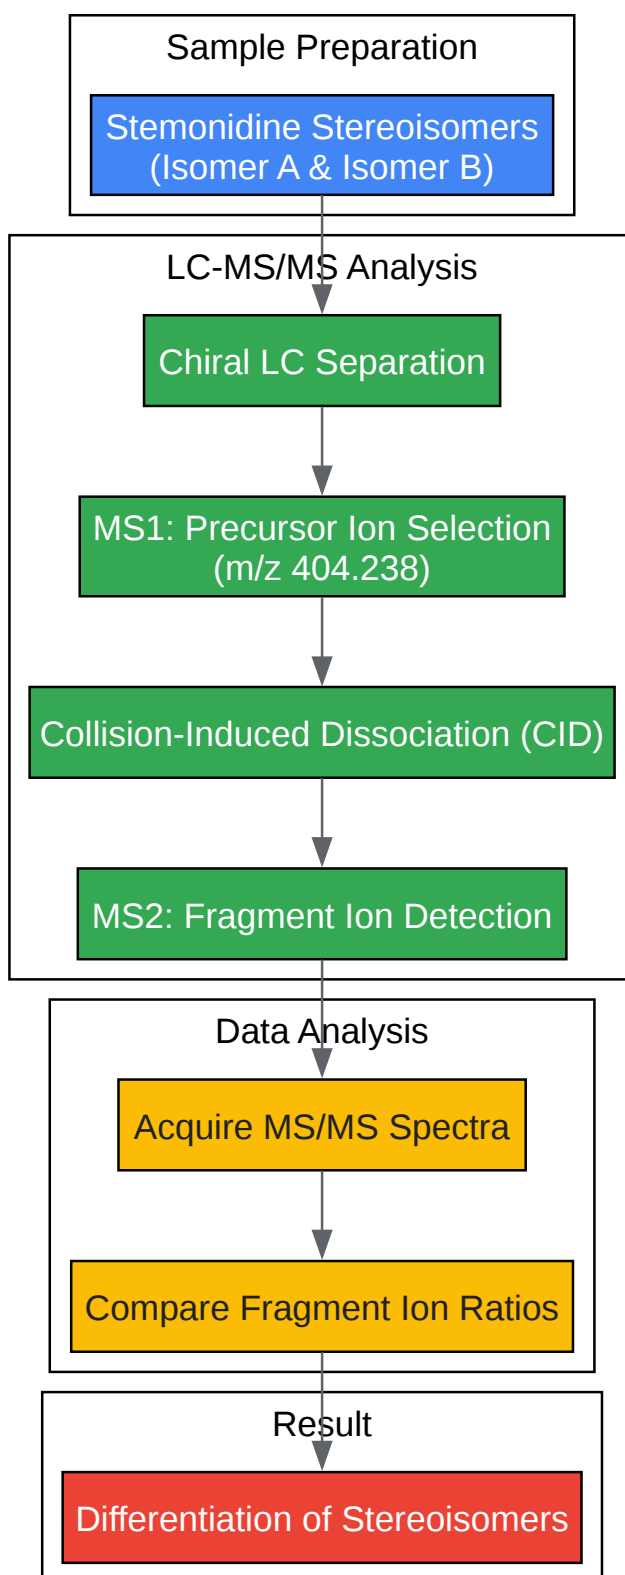 Sample Preparation
Stemonidine Stereoisomers
(Isomer A & Isomer B)
LC-MS/MS Analysis
Chiral LC Separation
MS1: Precursor Ion Selection
(m/z 404.238)
Collision-Induced Dissociation (CID)
MS2: Fragment Ion Detection
Data Analysis
Acquire MS/MS Spectra
Compare Fragment Ion Ratios
Result
Differentiation of Stereoisomers